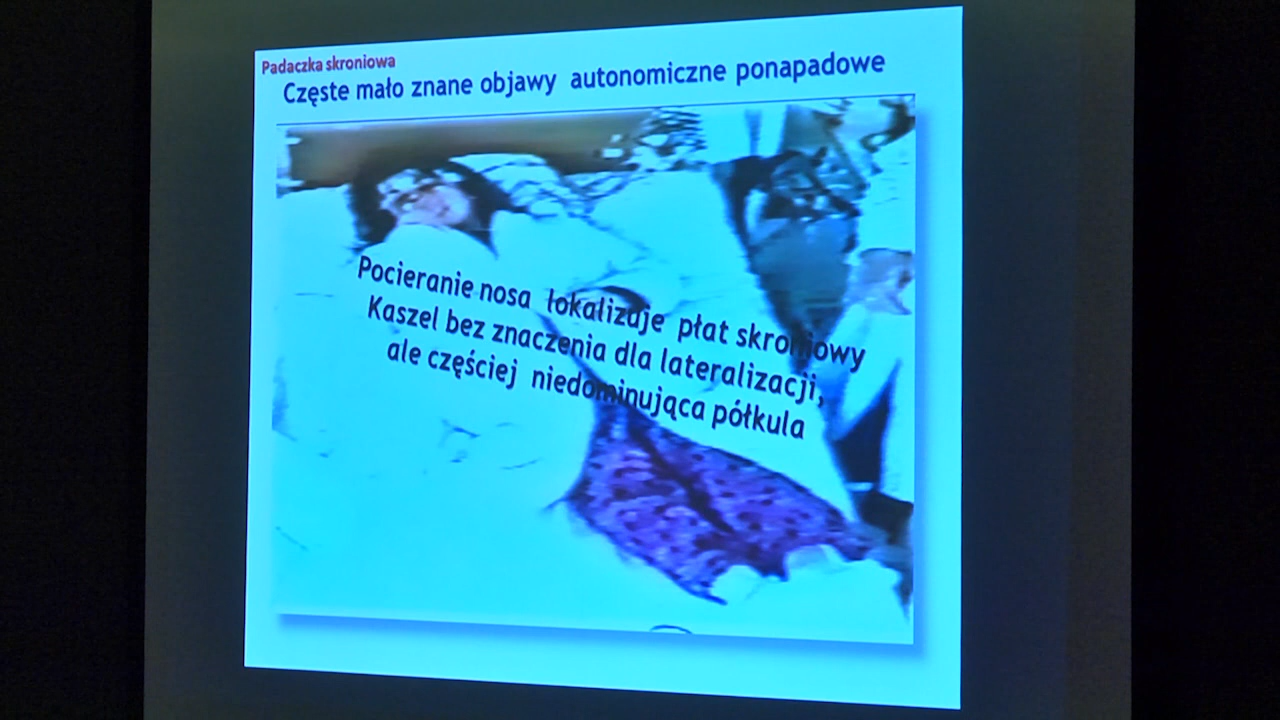 Padaczka skroniowa
Częste mało znane objawy autonomiczne ponapadowe
Pocieranie nosa lokalizuje płat skroniowy
Kaszel bez znaczenia dla lateralizacji,
ale częściej niedominująca półkula